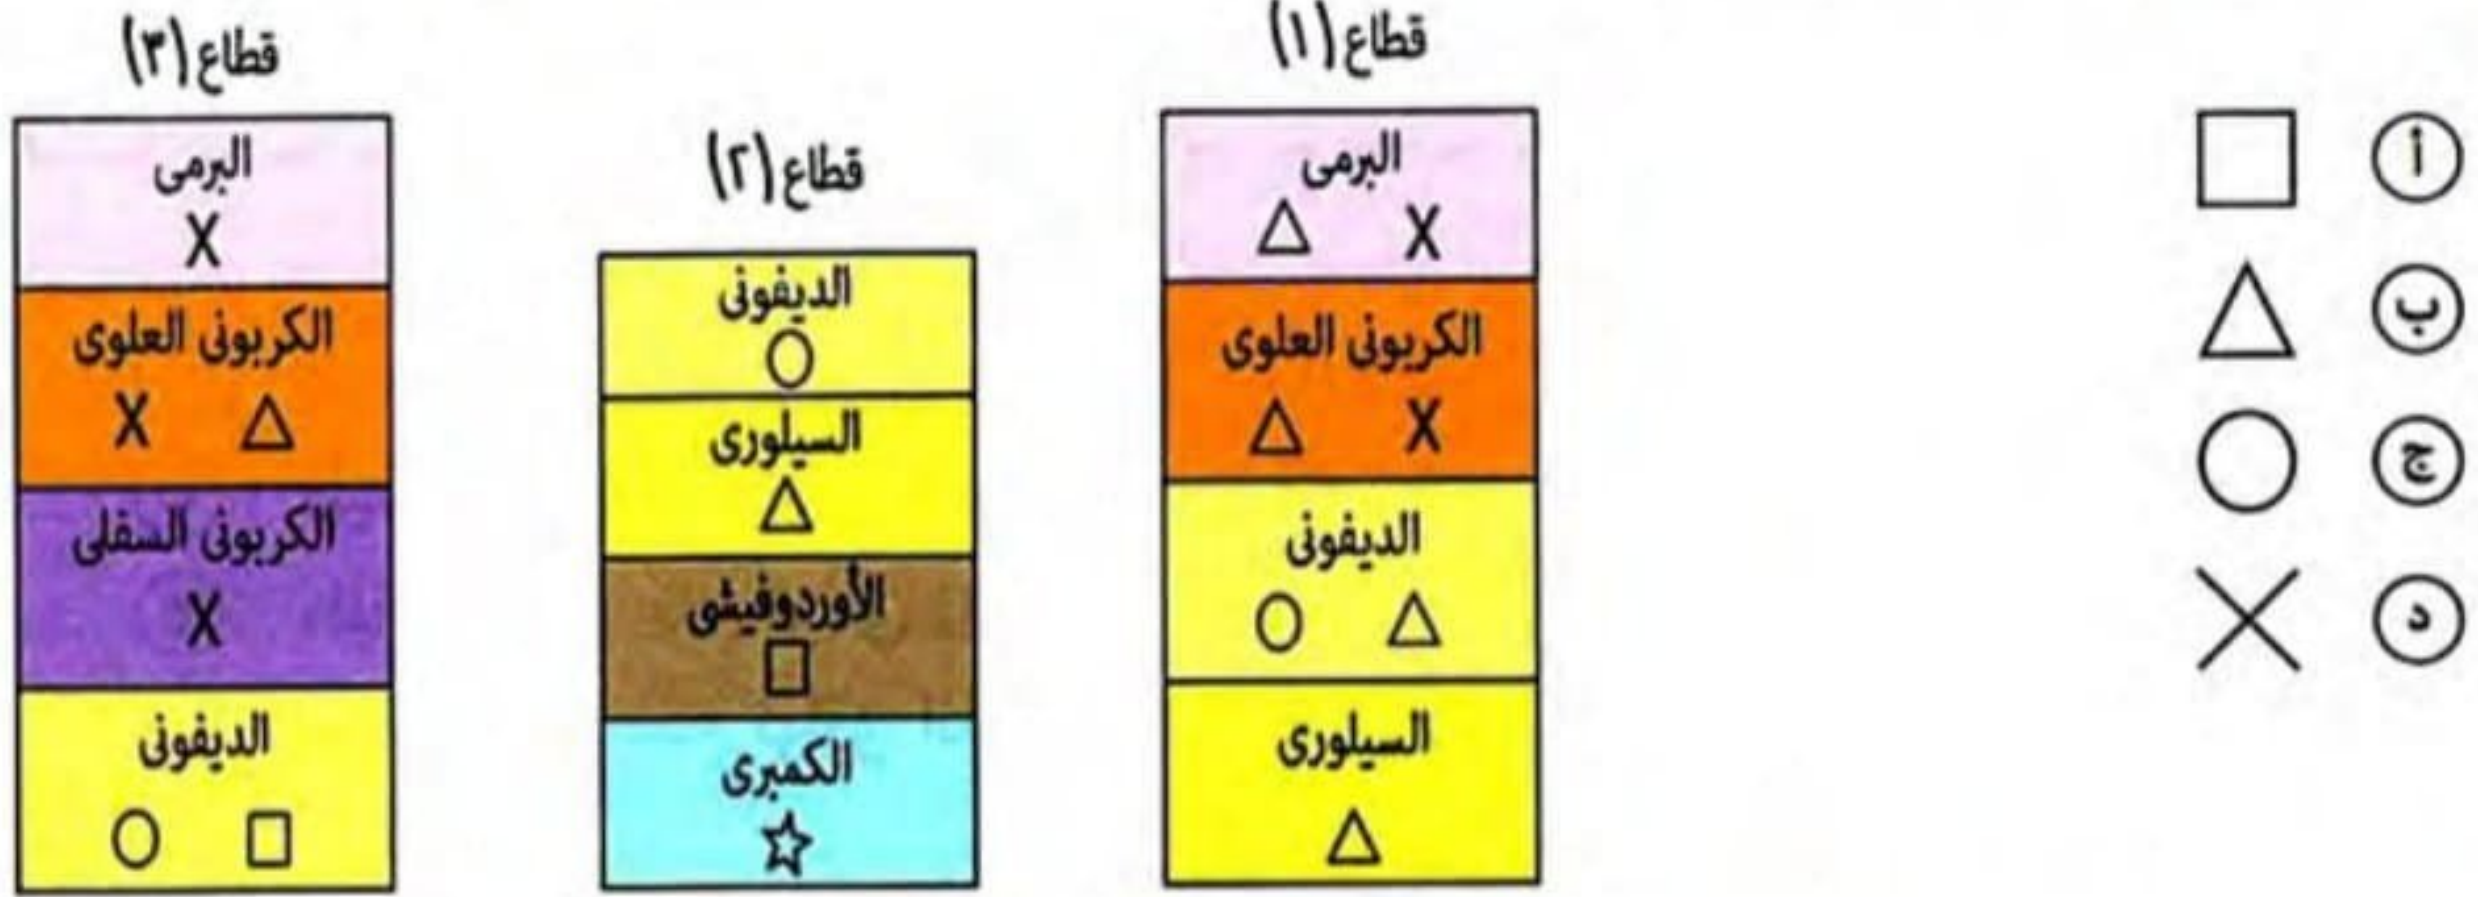 قطاع (١)
البرمى
X △
الكربونى العلوى
X △
الديفونى
△ ○
السيلورى
△
قطاع (٢)
الديفونى
○
السيلورى
△
الأوردوفيشى
□
الكمبرى
☆
قطاع (٣)
البرمى
X
الكربونى العلوى
△ X
الكربونى السفلى
X
الديفونى
□ ○
أ □
ب △
ج ○
د X